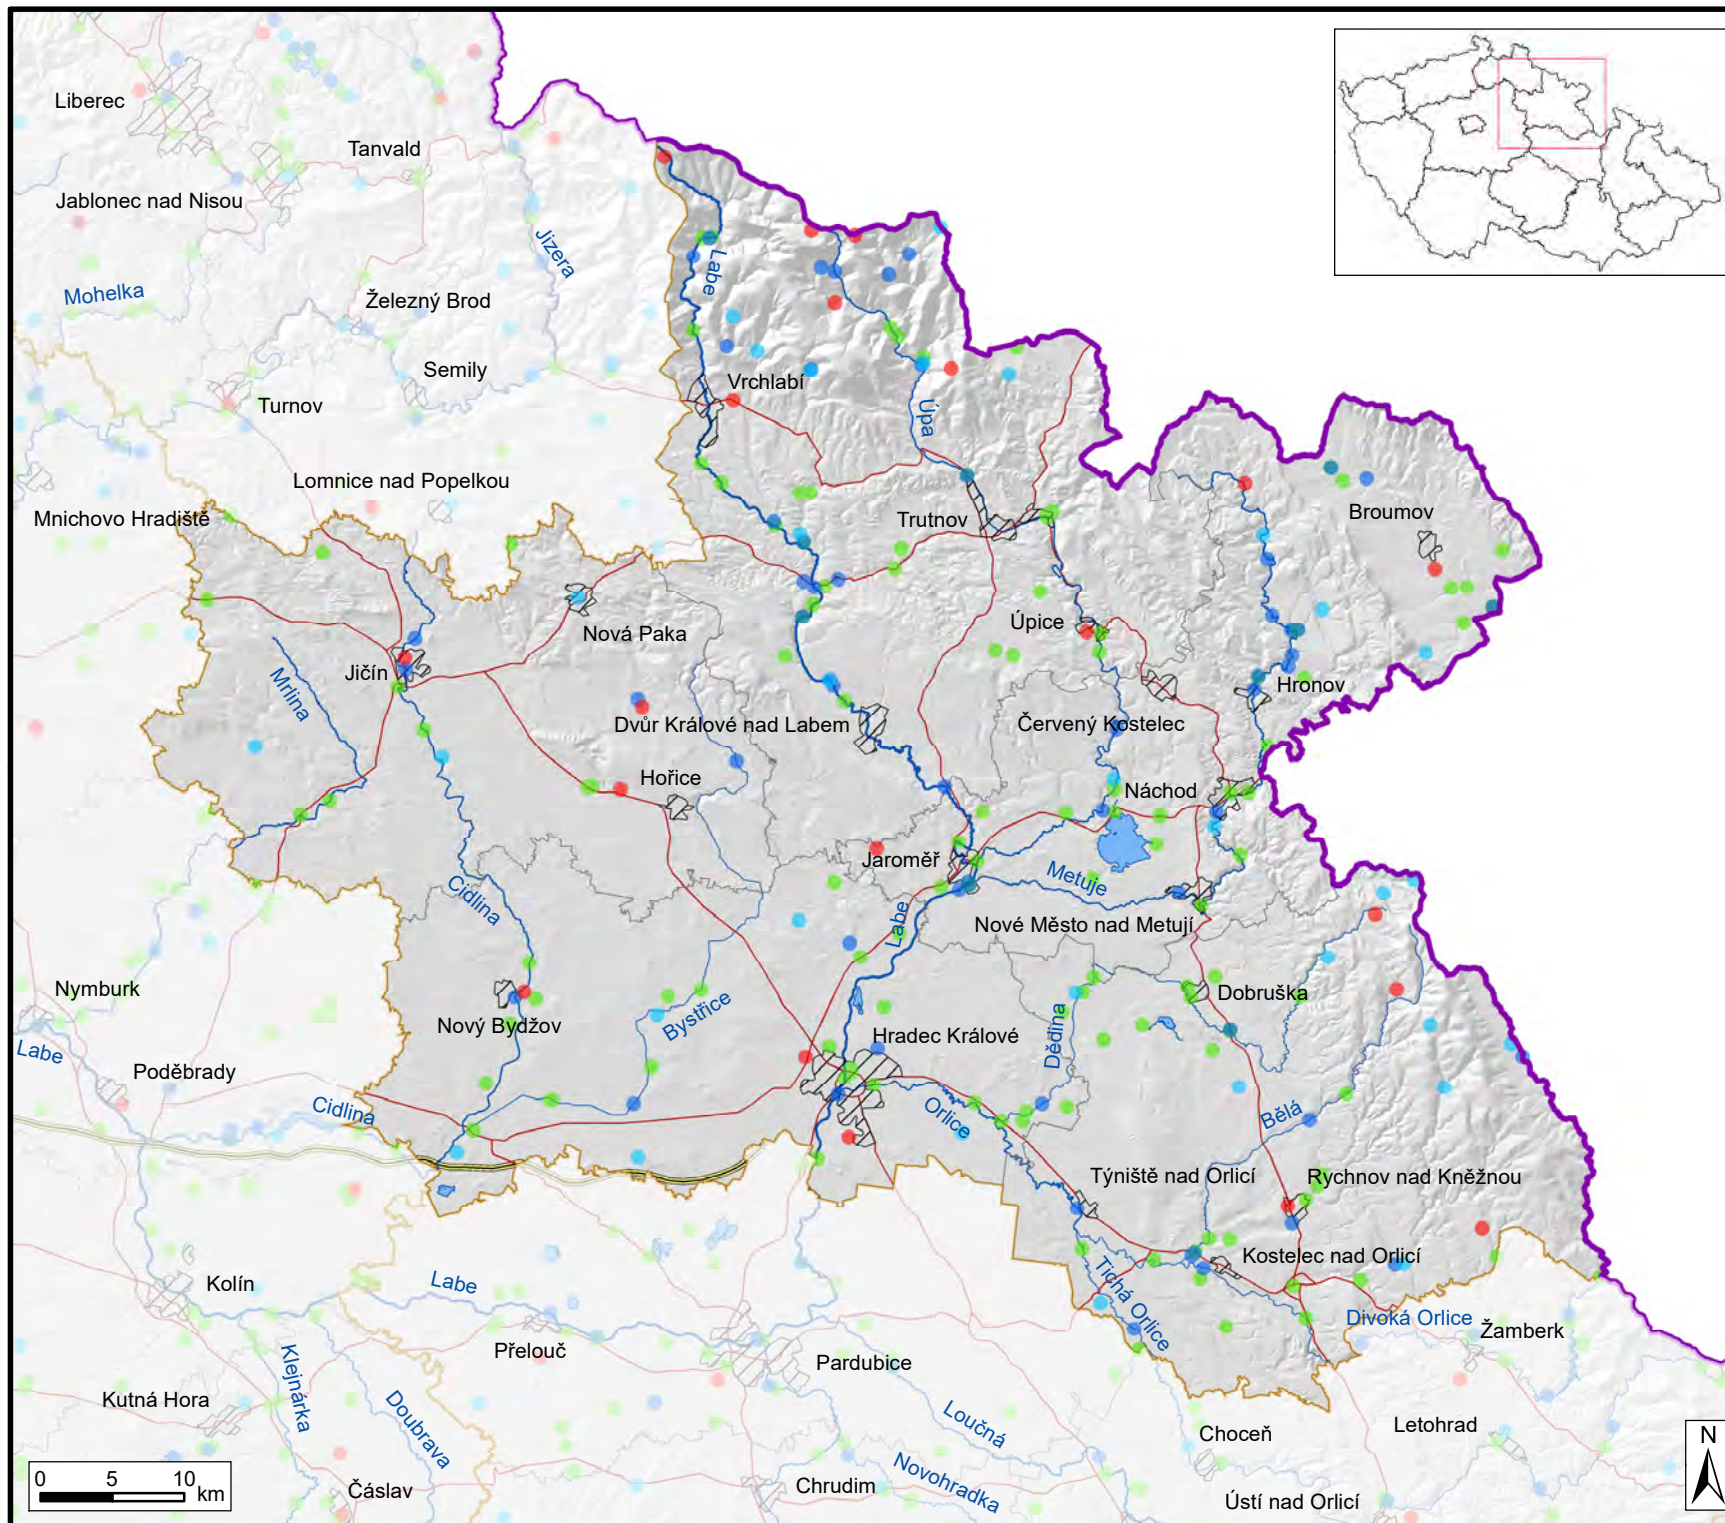 Liberec
Tanvald
Jablonec nad Nisou
Jizera
Labe
Mohelka
Železný Brod
Semily
Vrchlabí
Turnov
Úpa
Lomnice nad Popelkou
Mnichovo Hradiště
Trutnov
Broumov
Nová Paka
Úpice
Jičín
Mrlina
Hronov
Dvůr Králové nad Labem
Červený Kostelec
Hořice
Náchod
Jaroměř
Metuje
Cidlina
Labe
Nové Město nad Metují
Nymburk
Dobruška
Nový Bydžov
Bystřice
Hradec Králové
Dědina
Labe
Poděbrady
Cidlina
Orlice
Bělá
Týniště nad Orlicí
Rychnov nad Kněžnou
Kostelec nad Orlicí
Kolín
Labe
Tichá Orlice
Divoká Orlice
Žamberk
Přelouč
Pardubice
Klejnárka
Kutná Hora
Doubrava
Loučná
Choceň
Letohrad
N
Novohradka
0 5 10
km
Čáslav
Chrudim
Ústí nad Orlicí